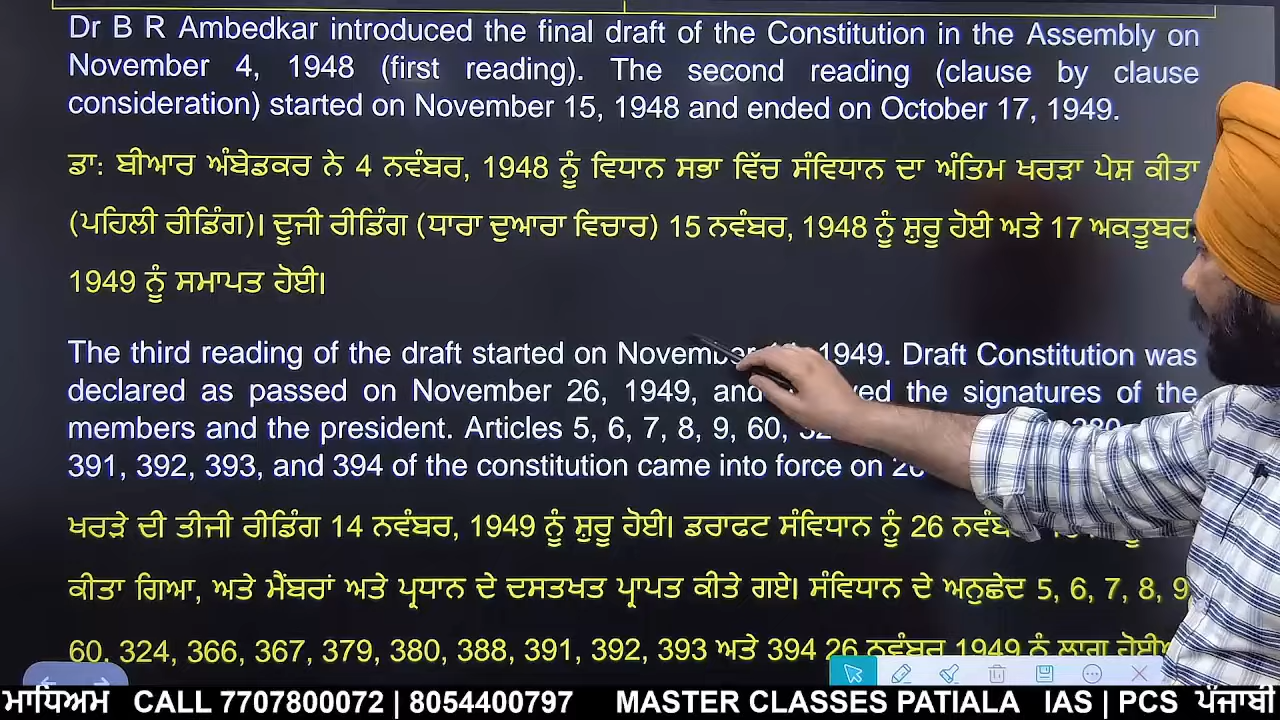 Dr B R Ambedkar introduced the final draft of the Constitution in the Assembly on
November 4, 1948 (first reading). The second reading (clause by clause
consideration) started on November 15, 1948 and ended on October 17, 1949.
ਡਾ: ਬੀਆਰ ਅੰਬੇਡਕਰ ਨੇ 4 ਨਵੰਬਰ, 1948 ਨੂੰ ਵਿਧਾਨ ਸਭਾ ਵਿੱਚ ਸੰਵਿਧਾਨ ਦਾ ਅੰਤਿਮ ਖਰੜਾ ਪੇਸ਼ ਕੀਤਾ
(ਪਹਿਲੀ ਰੀਡਿੰਗ)। ਦੂਜੀ ਰੀਡਿੰਗ (ਧਾਰਾ ਦੁਆਰਾ ਵਿਚਾਰ) 15 ਨਵੰਬਰ, 1948 ਨੂੰ ਸ਼ੁਰੂ ਹੋਈ ਅਤੇ 17 ਅਕਤੂਬਰ,
1949 ਨੂੰ ਸਮਾਪਤ ਹੋਈ।
The third reading of the draft started on November 1949. Draft Constitution was
declared as passed on November 26, 1949, and the signatures of the
members and the president. Articles 5, 6, 7, 8, 9, 60,
391, 392, 393, and 394 of the constitution came into force on
ਖਰੜੇ ਦੀ ਤੀਜੀ ਰੀਡਿੰਗ 14 ਨਵੰਬਰ, 1949 ਨੂੰ ਸ਼ੁਰੂ ਹੋਈ। ਡਰਾਫਟ ਸੰਵਿਧਾਨ ਨੂੰ 26
ਕੀਤਾ ਗਿਆ, ਅਤੇ ਮੈਂਬਰਾਂ ਅਤੇ ਪ੍ਰਧਾਨ ਦੇ ਦਸਤਖਤ ਪ੍ਰਾਪਤ ਕੀਤੇ ਗਏ। ਸੰਵਿਧਾਨ ਦੇ ਅਨੁਛੇਦ 5, 6, 7, 8, 9
60, 324, 366, 367, 379, 380, 388, 391, 392, 393 ਅਤੇ 394 26 ਨਵੰਬਰ 1949 ਨੂੰ ਲਾਗੂ
ਮਾਧਿਅਮ CALL 7707800072 | 8054400797 MASTER CLASSES PATIALA IAS | PCS ਪੰਜਾਬੀ